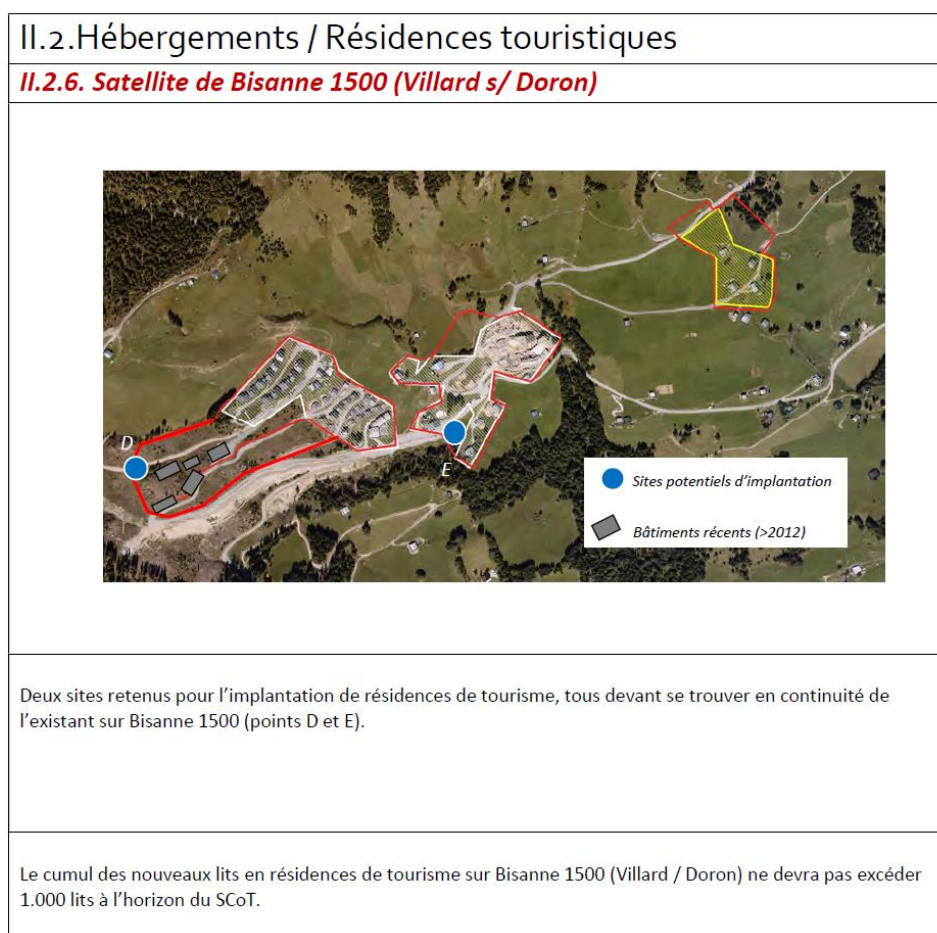 II.2.Hébergements / Résidences touristiques
II.2.6. Satellite de Bisanne 1500 (Villard s/ Doron)
D
E
Sites potentiels d'implantation
Bâtiments récents (>2012)
Deux sites retenus pour l'implantation de résidences de tourisme, tous devant se trouver en continuité de
l'existant sur Bisanne 1500 (points D et E).
Le cumul des nouveaux lits en résidences de tourisme sur Bisanne 1500 (Villard / Doron) ne devra pas excéder
1.000 lits à l'horizon du SCoT.